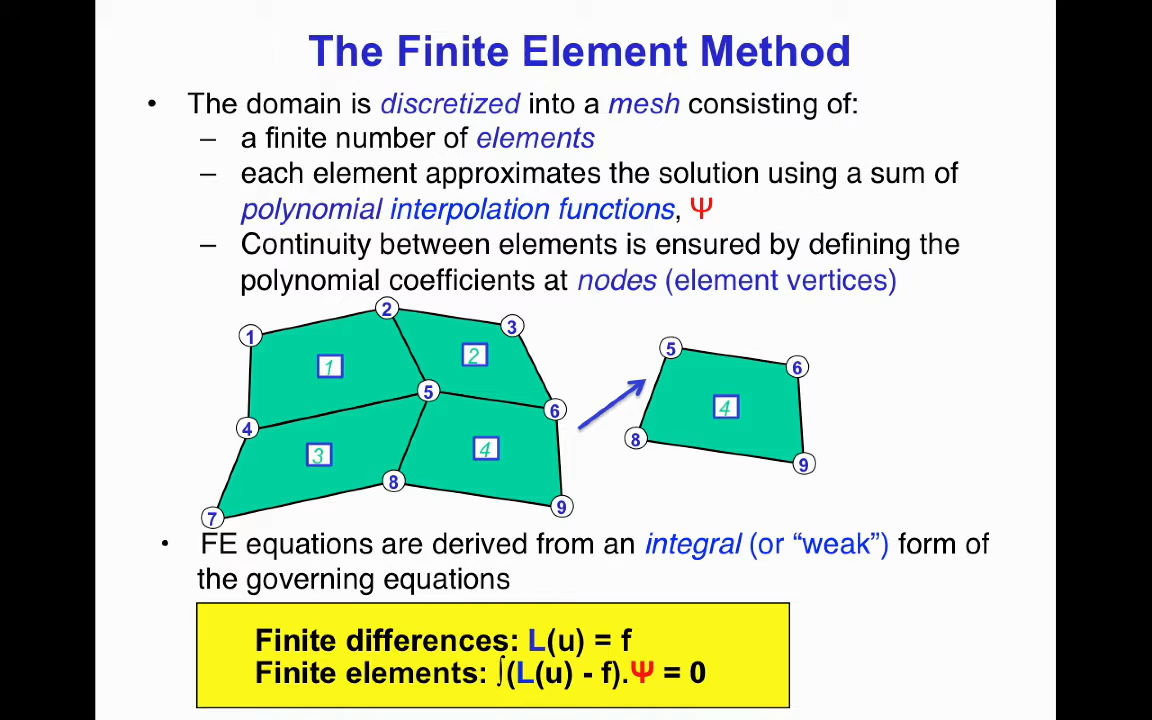 The Finite Element Method
• The domain is discretized into a mesh consisting of:
– a finite number of elements
– each element approximates the solution using a sum of
polynomial interpolation functions, Ψ
– Continuity between elements is ensured by defining the
polynomial coefficients at nodes (element vertices)
1 2 3
1 2
4 5 6
3 4
7 8 9
5 6
4
8 9
• FE equations are derived from an integral (or “weak”) form of
the governing equations
Finite differences: L(u) = f
Finite elements: ∫(L(u) - f).Ψ = 0